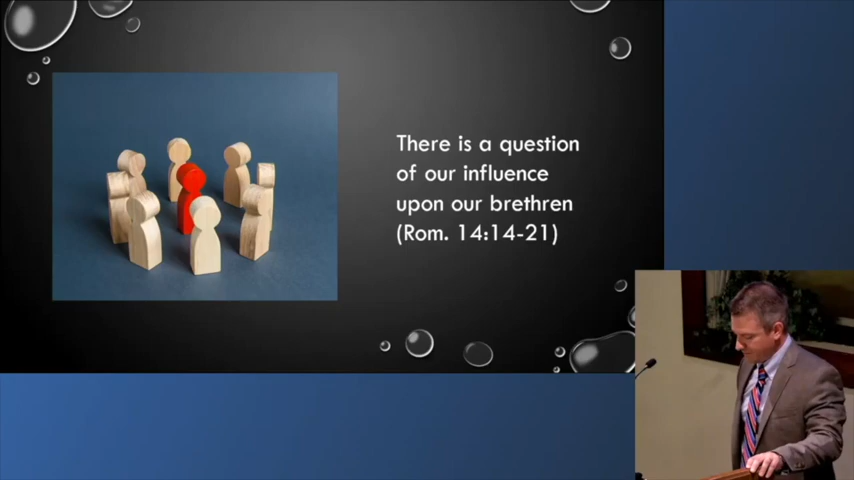 There is a question
of our influence
upon our brethren
(Rom. 14:14-21)